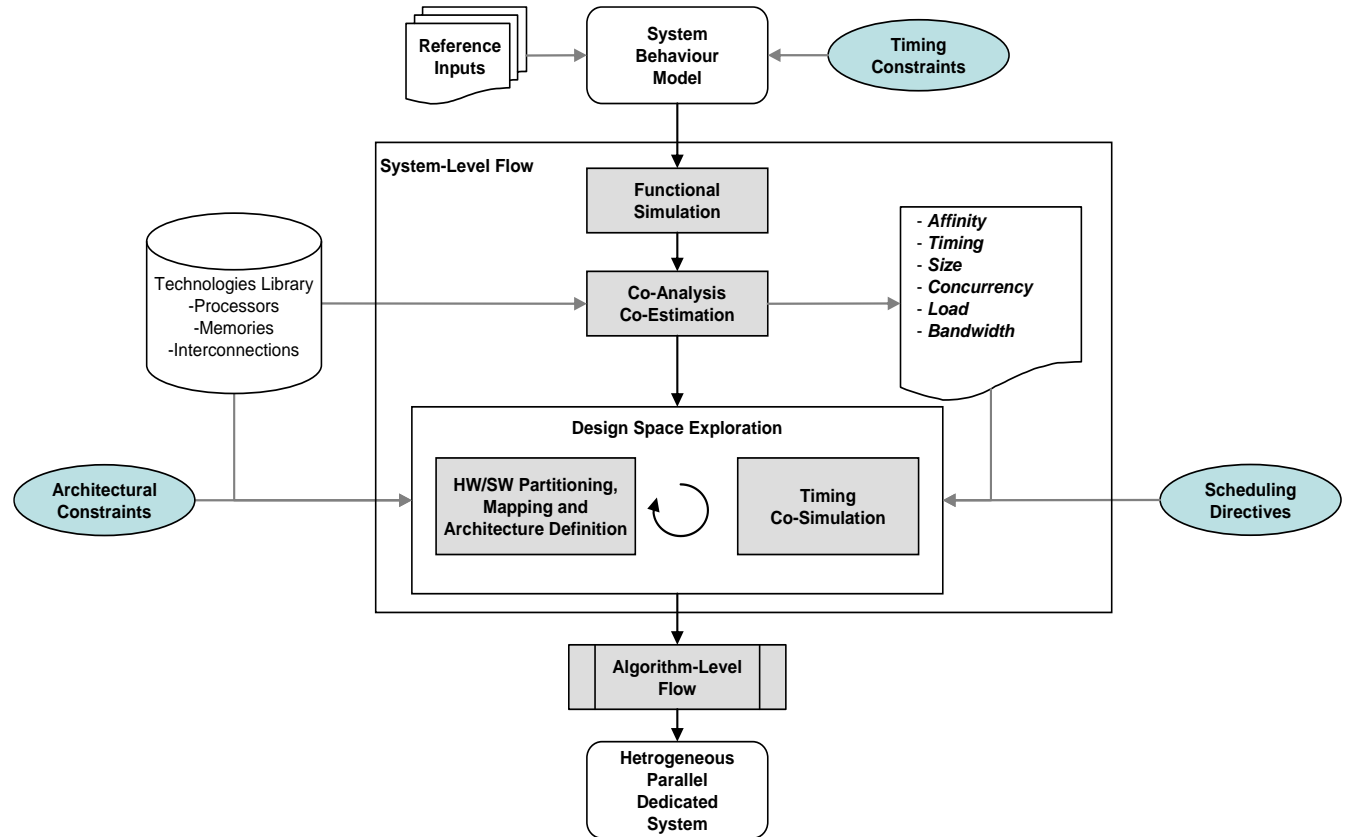 Reference
Inputs
System
Behaviour
Model
Timing
Constraints
System-Level Flow
Functional
Simulation
Technologies Library
-Processors
-Memories
-Interconnections
Co-Analysis
Co-Estimation
- Affinity
- Timing
- Size
- Concurrency
- Load
- Bandwidth
Design Space Exploration
Architectural
Constraints
HW/SW Partitioning,
Mapping and
Architecture Definition
Timing
Co-Simulation
Scheduling
Directives
Algorithm-Level
Flow
Hetrogeneous
Parallel
Dedicated
System